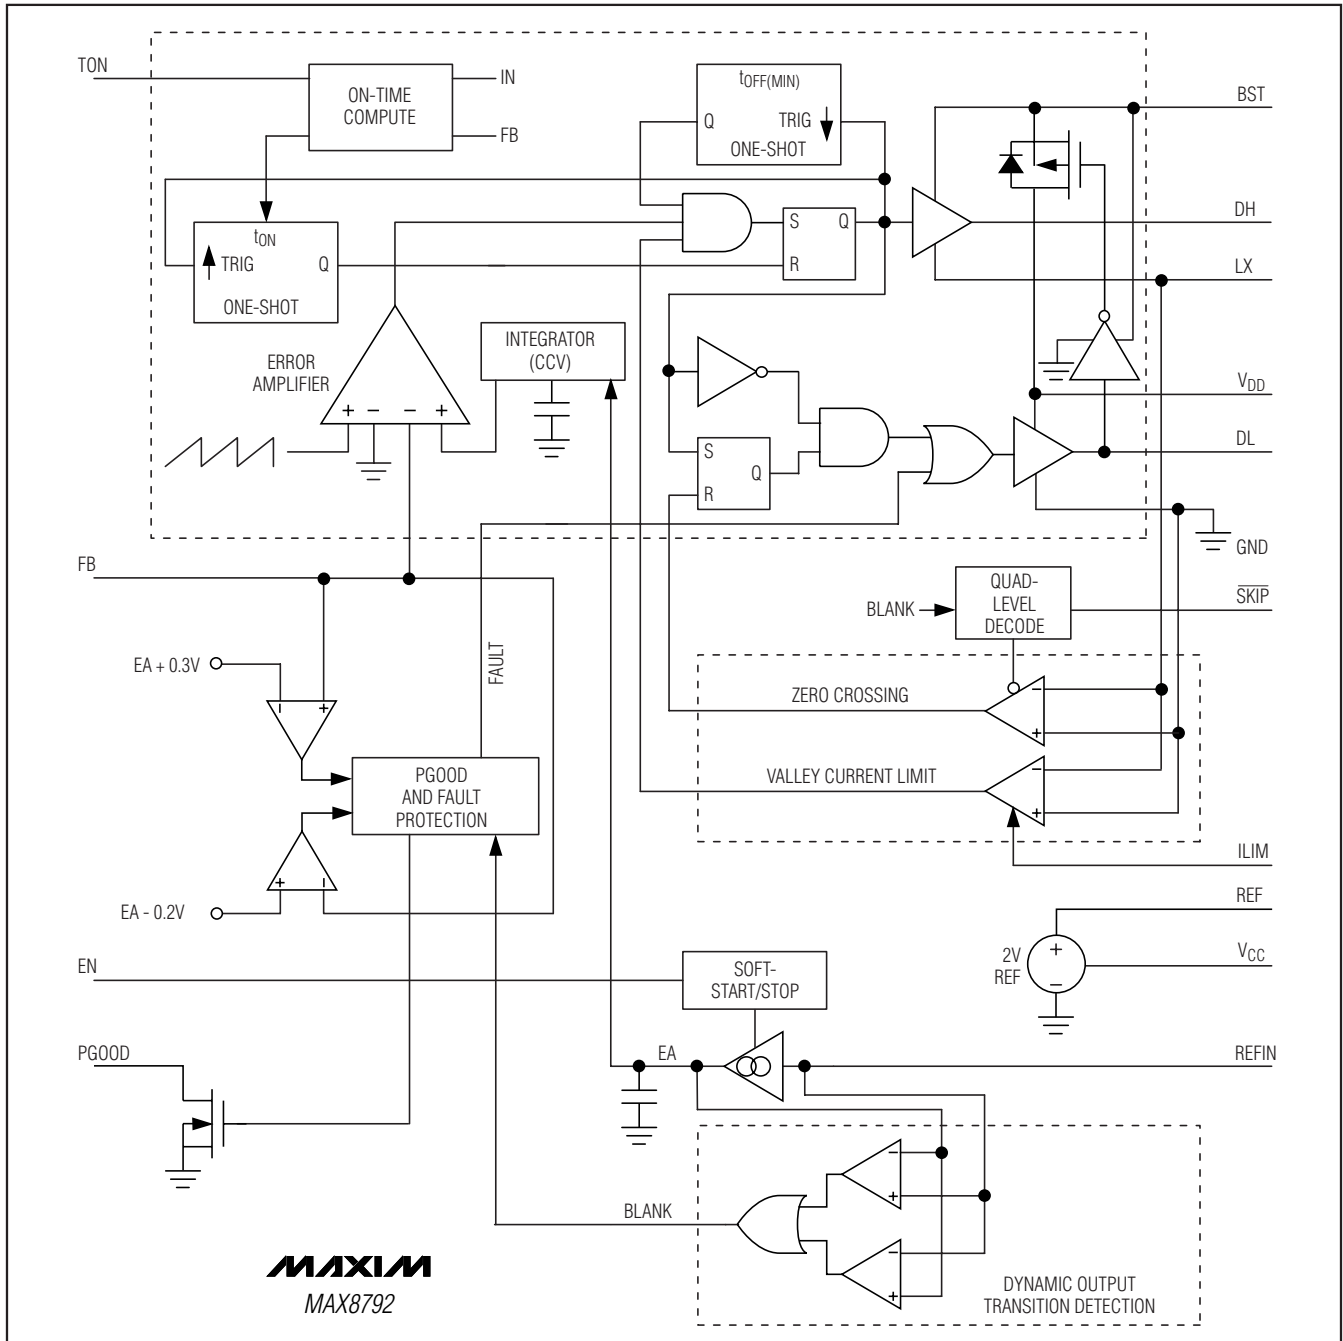 TON
ON-TIME
COMPUTE
IN
FB
tOFF(MIN)
Q
TRIG
ONE-SHOT
BST
tON
TRIG
Q
ONE-SHOT
S
Q
R
DH
LX
ERROR
AMPLIFIER
+
−
−
+
INTEGRATOR
(CCV)
VDD
S
Q
R
DL
GND
FB
BLANK
QUAD-
LEVEL
DECODE
SKIP
EA + 0.3V
−
+
FAULT
ZERO CROSSING
−
+
PGOOD
AND FAULT
PROTECTION
VALLEY CURRENT LIMIT
−
+
EA - 0.2V
+
−
ILIM
REF
2V
REF
+
−
VCC
EN
SOFT-
START/STOP
PGOOD
EA
REFIN
−
+
BLANK
−
+
DYNAMIC OUTPUT
TRANSITION DETECTION
MAXIM
MAX8792